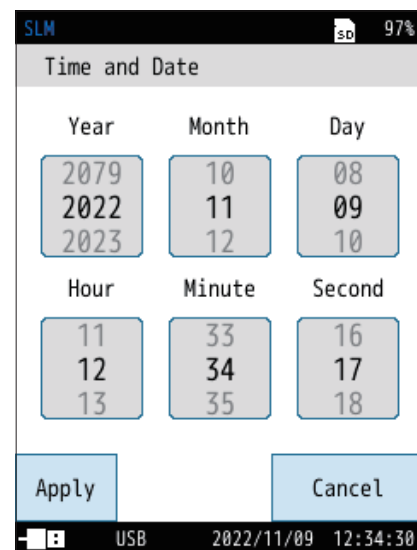 SLM SD 97%
Time and Date
Year Month Day
2079 10 08
2022 11 09
2023 12 10
Hour Minute Second
11 33 16
12 34 17
13 35 18
Apply Cancel
USB 2022/11/09 12:34:30